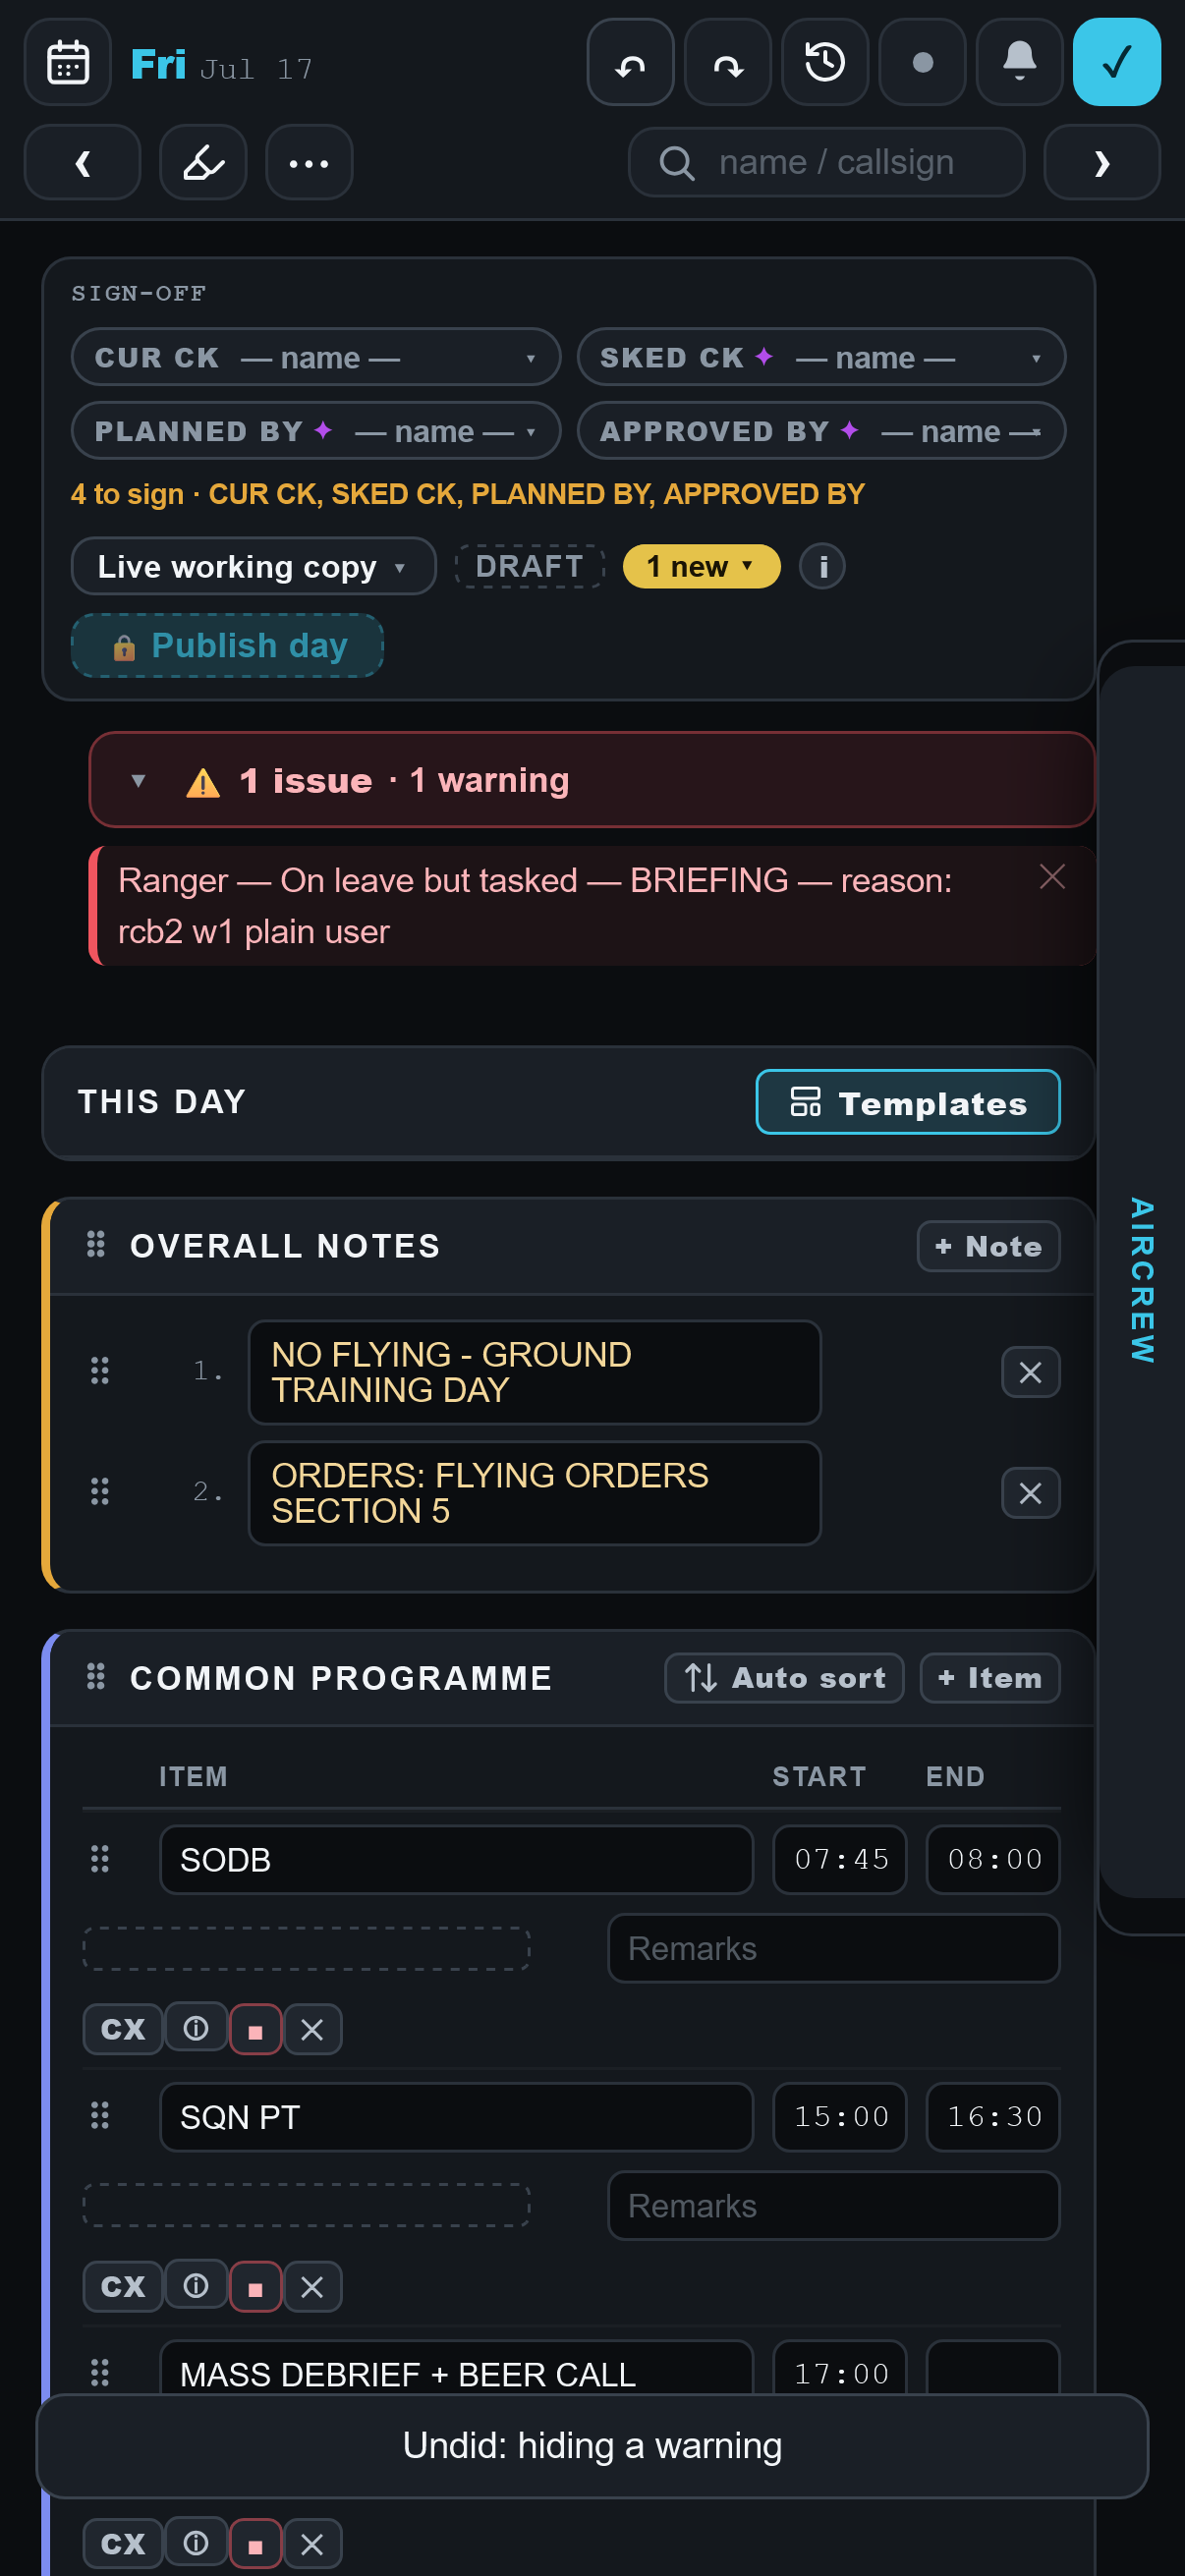 Fri Jul 17
name / callsign
SIGN-OFF
CUR CK — name —
SKED CK — name —
PLANNED BY — name —
APPROVED BY — name —
4 to sign · CUR CK, SKED CK, PLANNED BY, APPROVED BY
Live working copy
DRAFT
1 new
i
Publish day
1 issue · 1 warning
Ranger — On leave but tasked — BRIEFING — reason:
rcb2 w1 plain user
THIS DAY
Templates
AIRCREW
OVERALL NOTES
+ Note
1.
NO FLYING - GROUND
TRAINING DAY
2.
ORDERS: FLYING ORDERS
SECTION 5
COMMON PROGRAMME
Auto sort
+ Item
ITEM START END
SODB 07:45 08:00
Remarks
CX
SQN PT 15:00 16:30
Remarks
CX
MASS DEBRIEF + BEER CALL 17:00
Undid: hiding a warning
CX